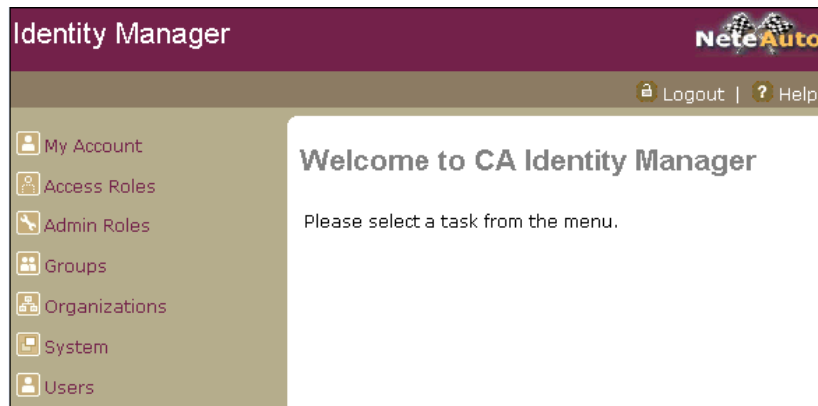 Identity Manager
NeteAuto
Logout | ? Help
My Account
Welcome to CA Identity Manager
Access Roles
Please select a task from the menu.
Admin Roles
Groups
Organizations
System
Users